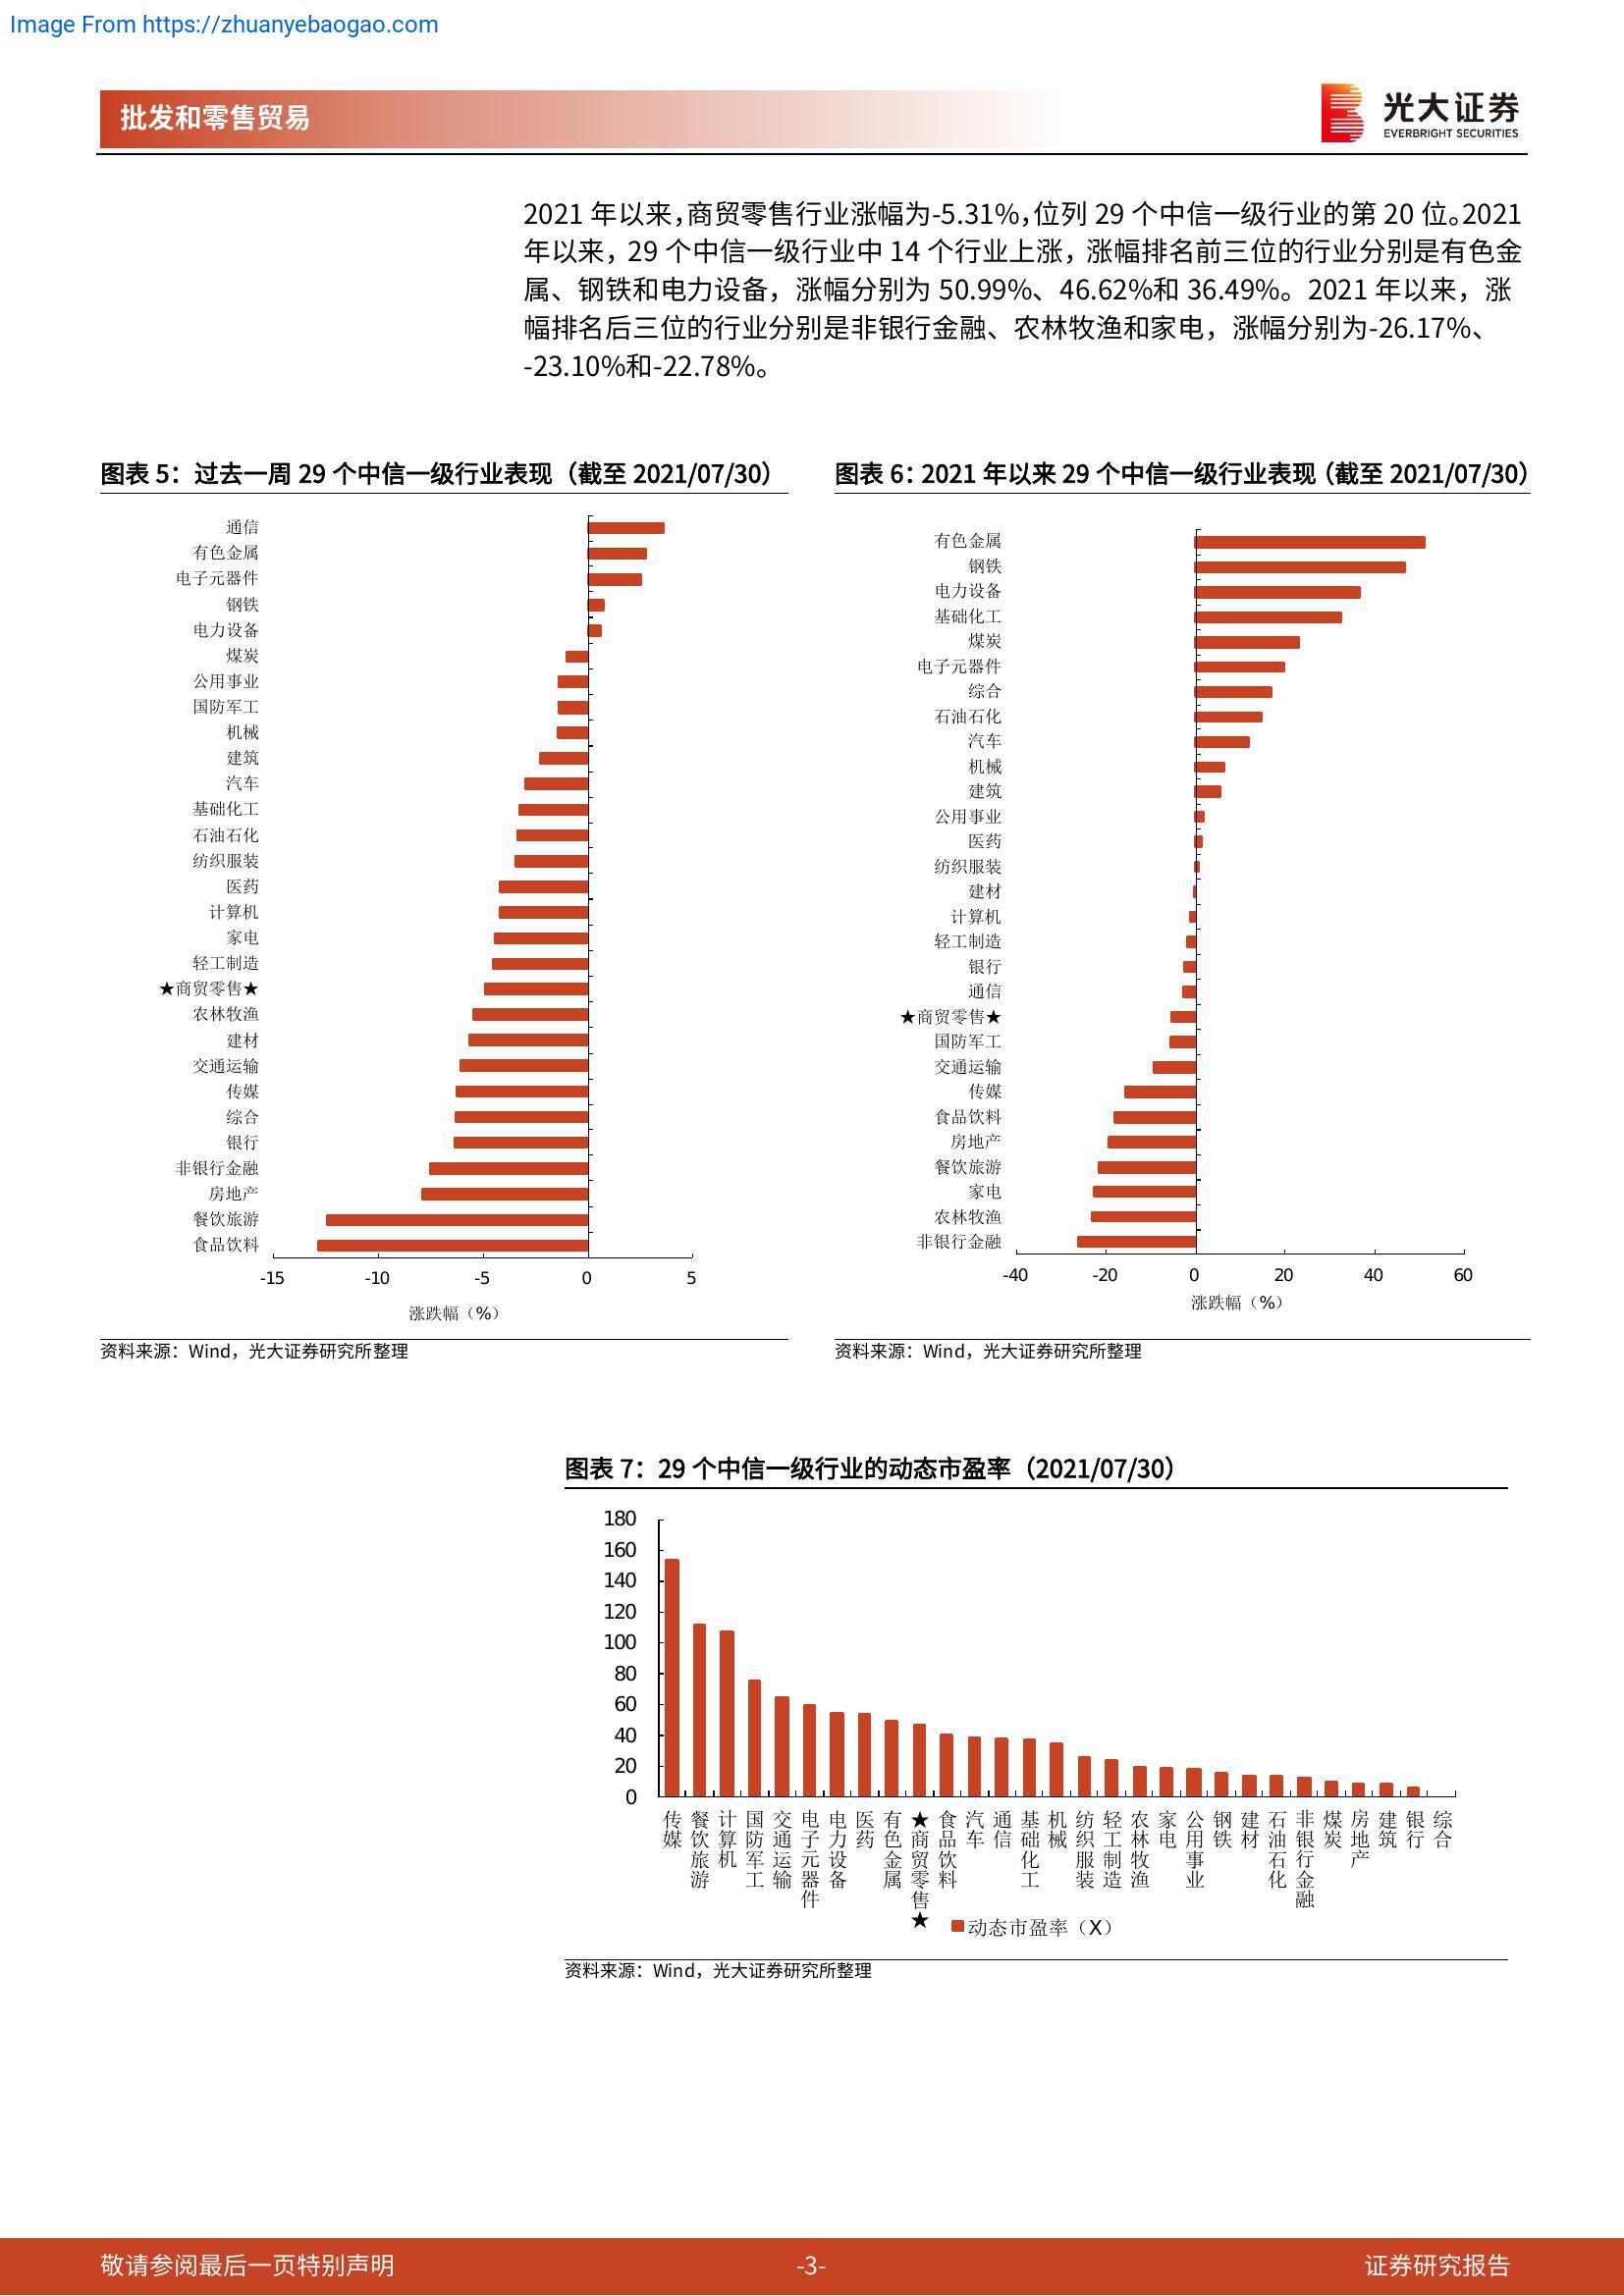 Image From https://zhuanyebaogao.com
批发和零售贸易
光大证券
EVERBRIGHT SECURITIES
2021 年以来，商贸零售行业涨幅为-5.31%，位列 29 个中信一级行业的第 20 位。2021
年以来，29 个中信一级行业中 14 个行业上涨，涨幅排名前三位的行业分别是有色金
属、钢铁和电力设备，涨幅分别为 50.99%、46.62%和 36.49%。2021 年以来，涨
幅排名后三位的行业分别是非银行金融、农林牧渔和家电，涨幅分别为-26.17%、
-23.10%和-22.78%。
图表 5：过去一周 29 个中信一级行业表现（截至 2021/07/30）
通信
有色金属
电子元器件
钢铁
电力设备
煤炭
公用事业
国防军工
机械
建筑
汽车
基础化工
石油石化
纺织服装
医药
计算机
家电
轻工制造
★商贸零售★
农林牧渔
建材
交通运输
传媒
综合
银行
非银行金融
房地产
餐饮旅游
食品饮料
-15 -10 -5 0 5
涨跌幅（%）
资料来源：Wind，光大证券研究所整理
图表 6：2021 年以来 29 个中信一级行业表现（截至 2021/07/30）
有色金属
钢铁
电力设备
基础化工
煤炭
电子元器件
综合
石油石化
汽车
机械
建筑
公用事业
医药
纺织服装
建材
计算机
轻工制造
银行
通信
★商贸零售★
国防军工
交通运输
传媒
食品饮料
房地产
餐饮旅游
家电
农林牧渔
非银行金融
-40 -20 0 20 40 60
涨跌幅（%）
资料来源：Wind，光大证券研究所整理
图表 7：29 个中信一级行业的动态市盈率（2021/07/30）
180
160
140
120
100
80
60
40
20
0
传媒
餐饮旅游
计算机
国防军工
交通运输
电子元器件
电力设备
医药
有色金属
★商贸零售★
食品饮料
汽车
通信
基础化工
机械
纺织服装
轻工制造
农林牧渔
家电
公用事业
钢铁
建材
石油石化
非银行金融
煤炭
房地产
建筑
银行
综合
动态市盈率（X）
资料来源：Wind，光大证券研究所整理
敬请参阅最后一页特别声明
-3-
证券研究报告